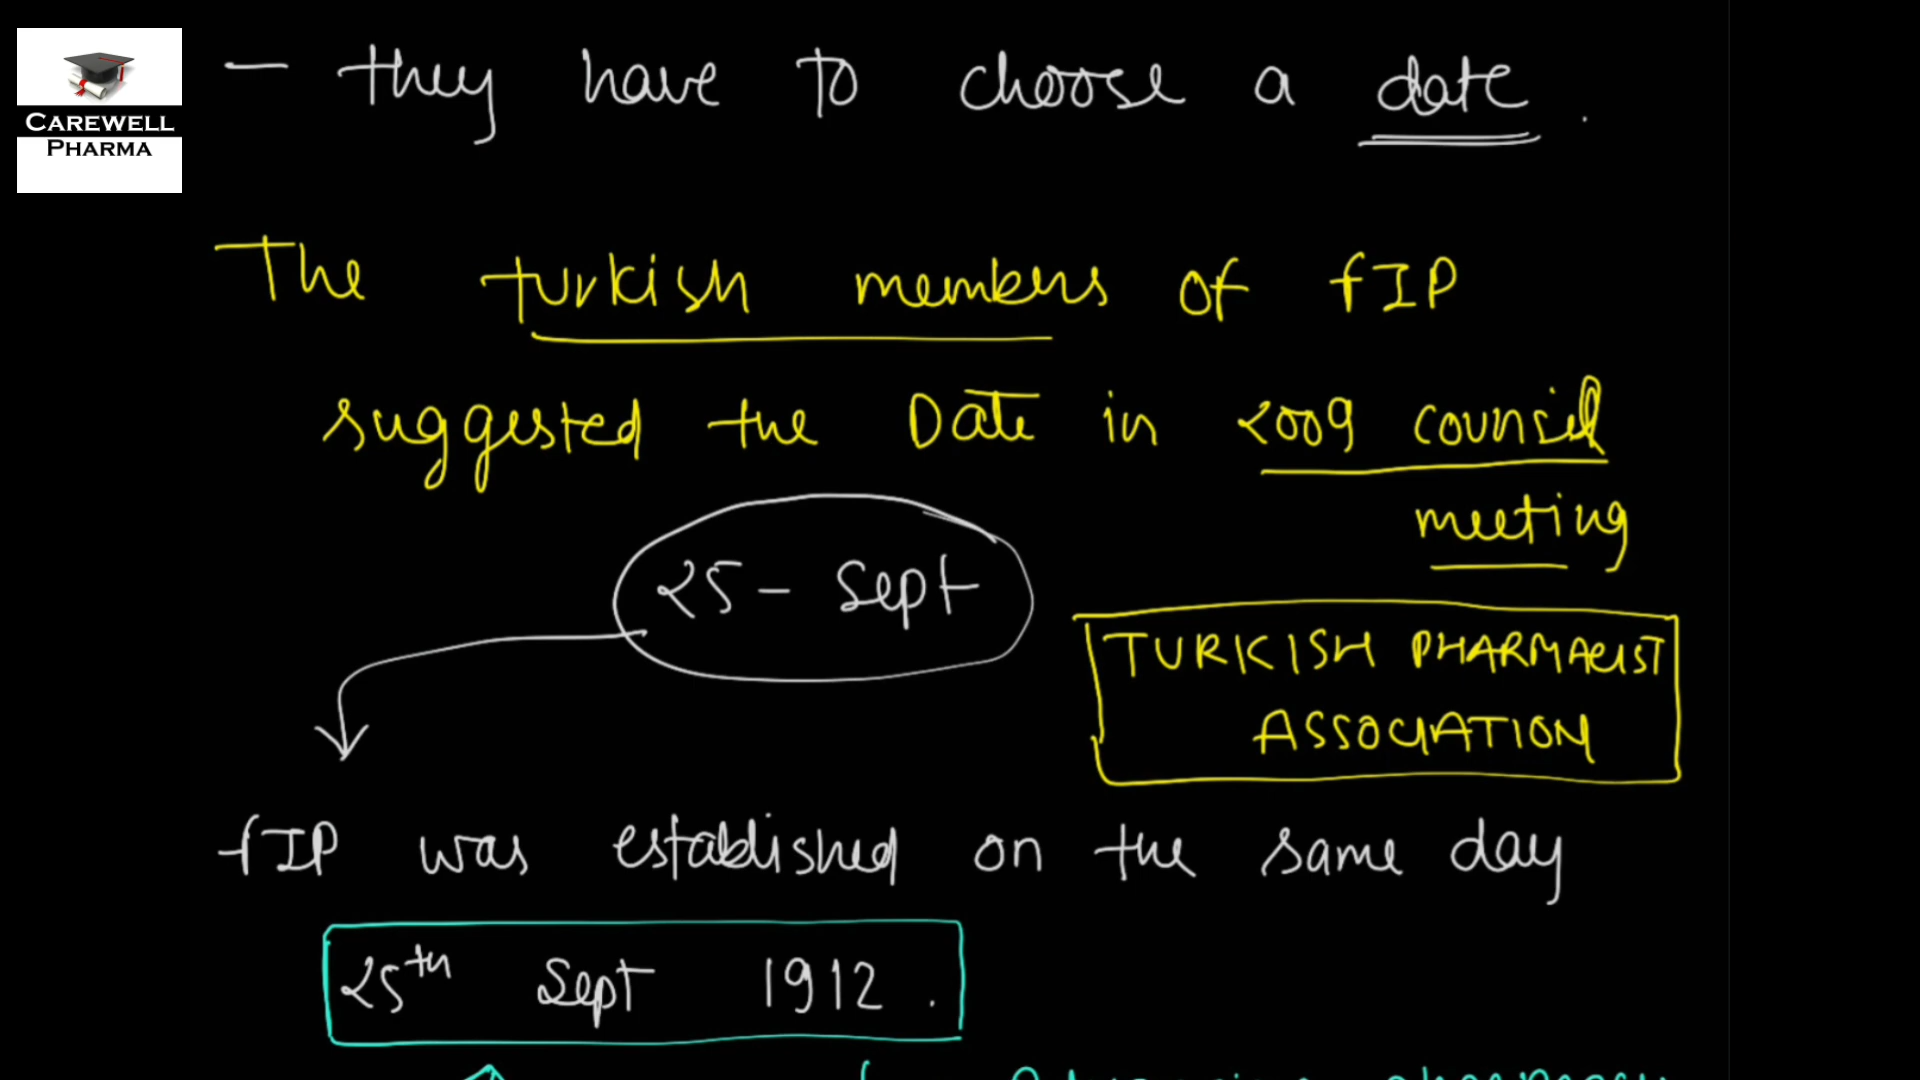 CAREWELL
PHARMA
- they have to choose a date.
The turkish members of fIP
suggested the Date in 2009 counsil
meeting
25- Sept
TURKISH PHARMACIST
ASSOCIATION
fIP was established on the same day
25th Sept 1912.